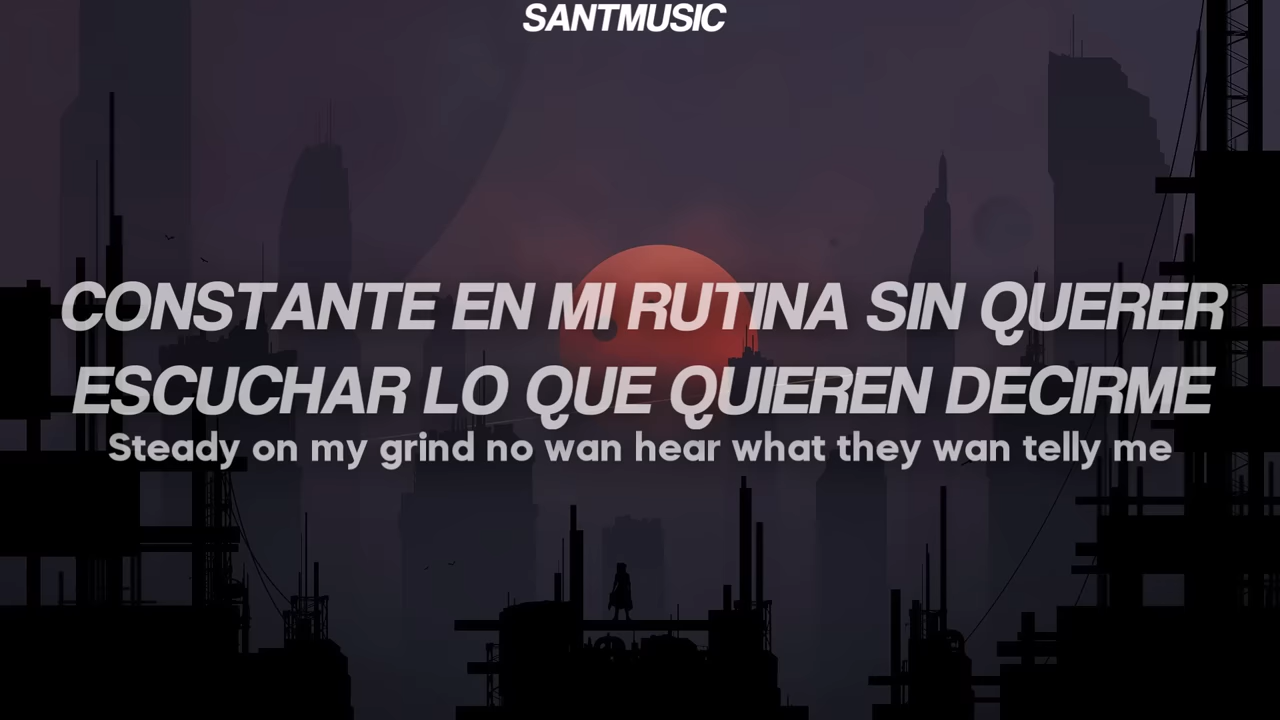 SANTMUSIC
CONSTANTE EN MI RUTINA SIN QUERER
ESCUCHAR LO QUE QUIEREN DECIRME
Steady on my grind no wan hear what they wan telly me